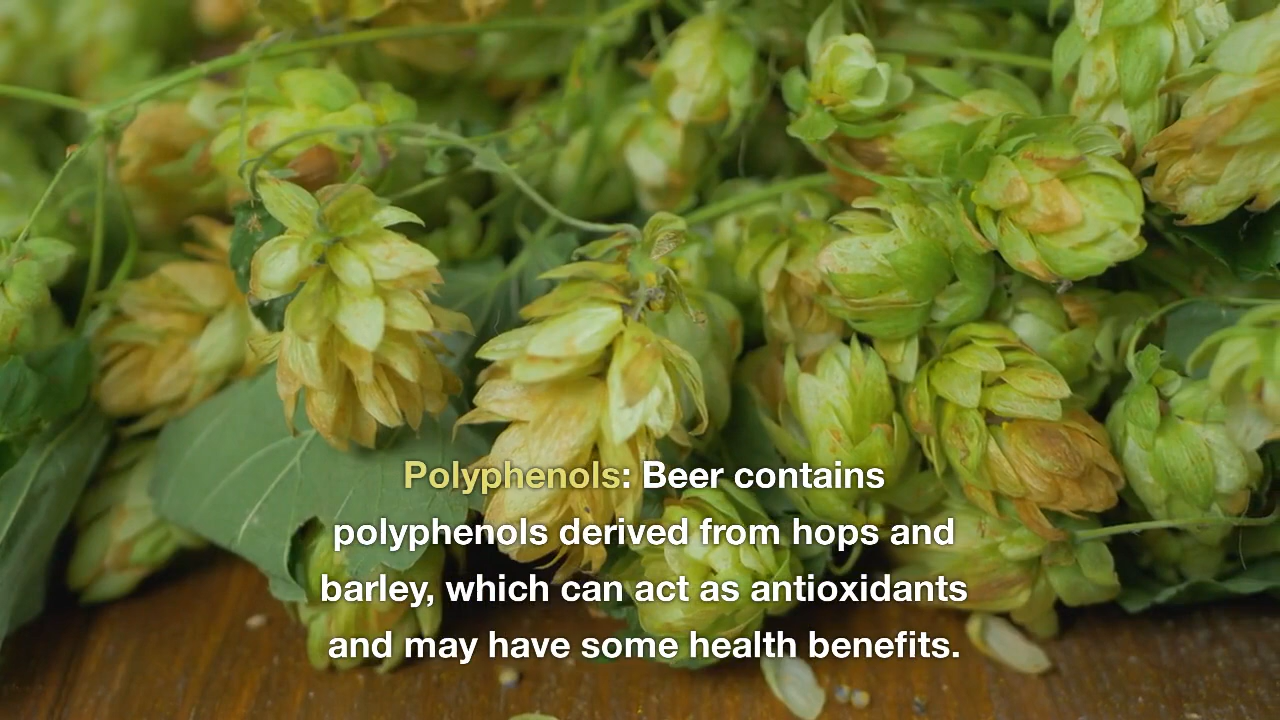 Polyphenols: Beer contains
polyphenols derived from hops and
barley, which can act as antioxidants
and may have some health benefits.